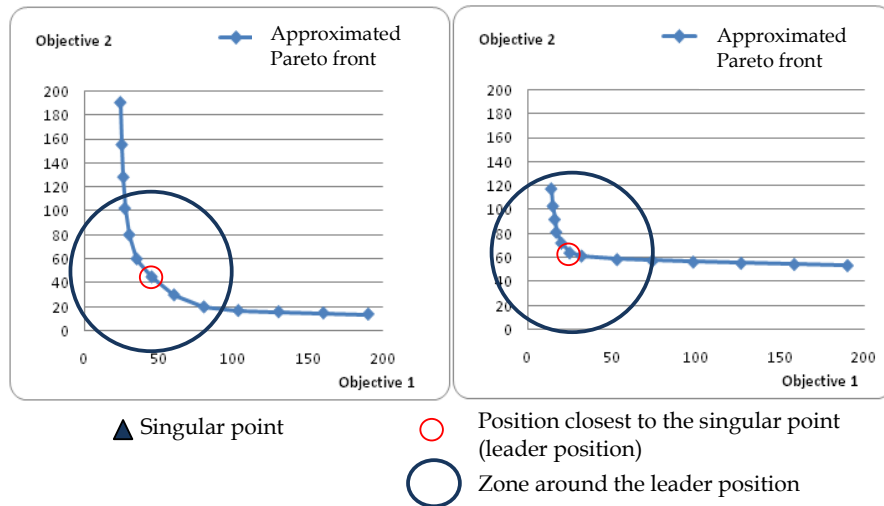 Objective 2
Approximated
Pareto front
200
180
160
140
120
100
80
60
40
20
0
0 50 100 150 200
Objective 1
Objective 2
Approximated
Pareto front
200
180
160
140
120
100
80
60
40
20
0
0 50 100 150 200
Objective 1
Singular point
Position closest to the singular point
(leader position)
Zone around the leader position